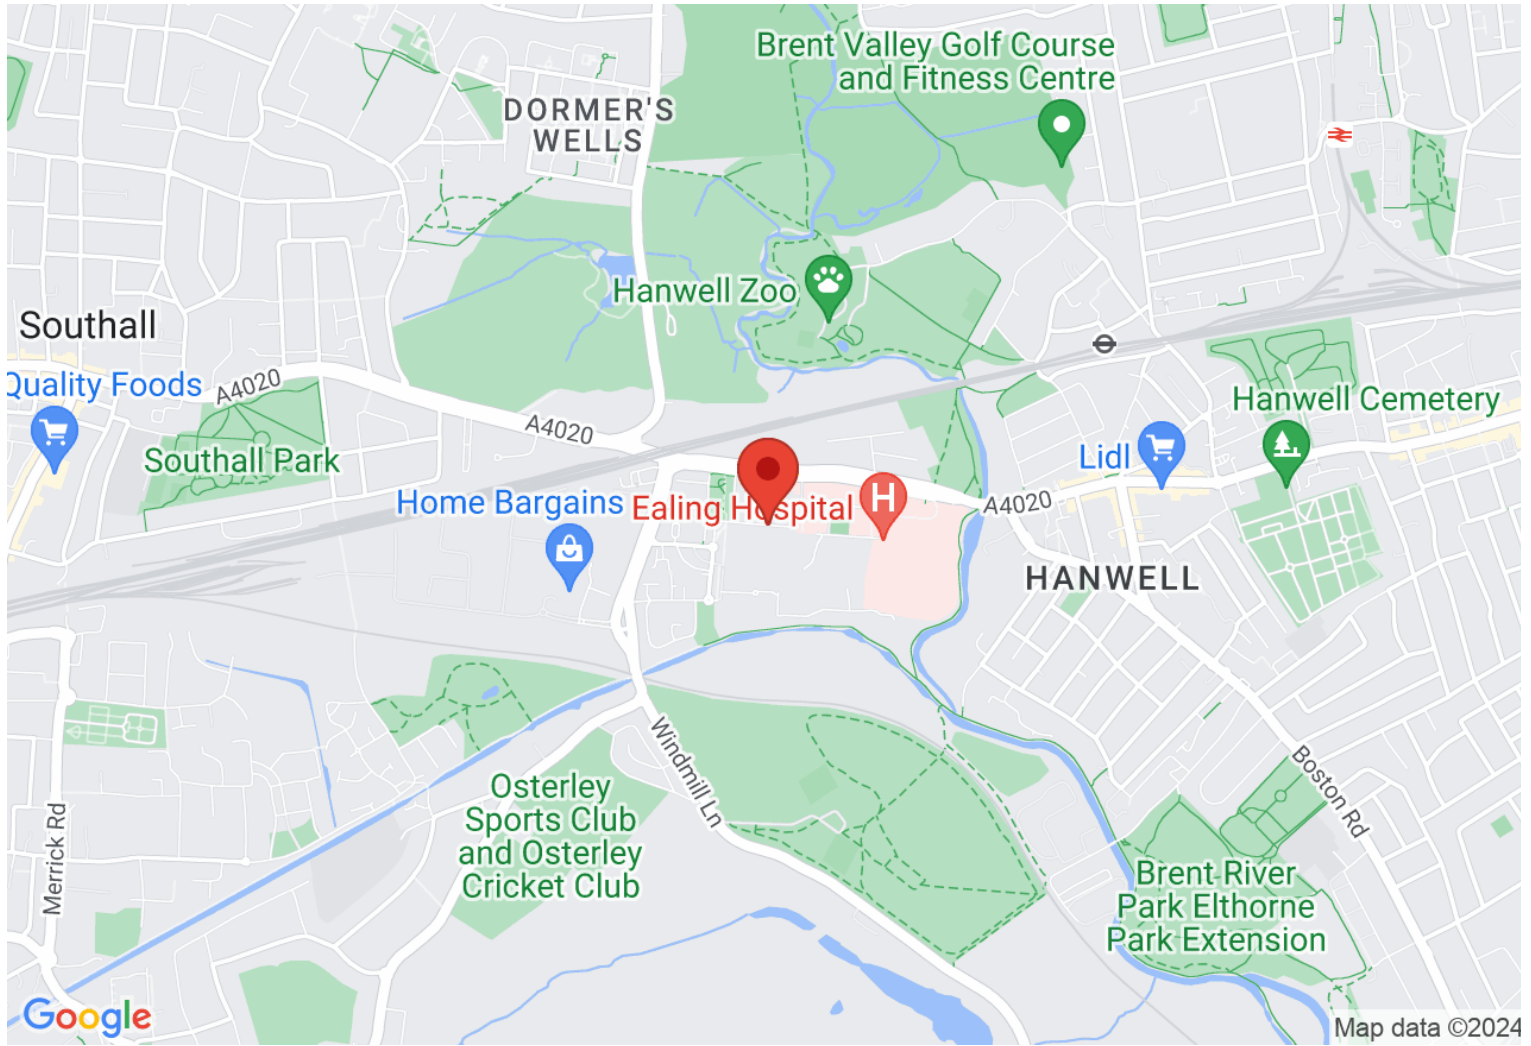 Brent Valley Golf Course
and Fitness Centre
DORMER'S
WELLS
Hanwell Zoo
Southall
Quality Foods
A4020
A4020
Hanwell Cemetery
Southall Park
Lidl
Home Bargains
Ealing Hospital
H
A4020
HANWELL
Windmill Ln
Osterley
Sports Club
and Osterley
Cricket Club
Merrick Rd
Boston Rd
Brent River
Park Elthorne
Park Extension
Google
Map data ©2024